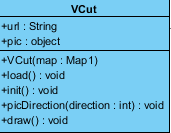 VCut
+url : String
+pic : object
+VCut(map : Map1)
+load() : void
+init() : void
+picDirection(direction : int) : void
+draw() : void